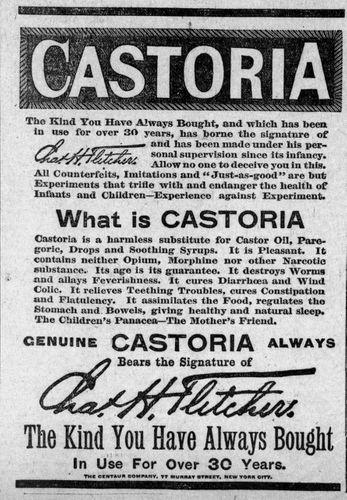 CASTORIA
The Kind You Have Always Bought, and which has been
in use for over 30 years, has borne the signature of
Chas. H. Fletcher. and has been made under his per-
sonal supervision since its infancy.
Allow no one to deceive you in this.
All Counterfeits, Imitations and "Just-as-good" are but
Experiments that trifle with and endanger the health of
Infants and Children—Experience against Experiment.
What is CASTORIA
Castoria is a harmless substitute for Castor Oil, Pare-
goric, Drops and Soothing Syrups. It is Pleasant. It
contains neither Opium, Morphine nor other Narcotic
substance. Its age is its guarantee. It destroys Worms
and allays Feverishness. It cures Diarrhœa and Wind
Colic. It relieves Teething Troubles, cures Constipation
and Flatulency. It assimilates the Food, regulates the
Stomach and Bowels, giving healthy and natural sleep.
The Children's Panacea—The Mother's Friend.
GENUINE CASTORIA ALWAYS
Bears the Signature of
Chas. H. Fletcher.
The Kind You Have Always Bought
In Use For Over 30 Years.
THE CENTAUR COMPANY, 77 MURRAY STREET, NEW YORK CITY.